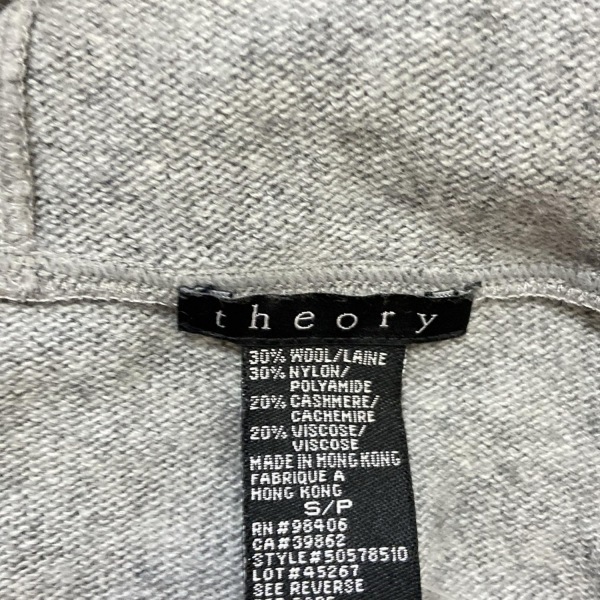 theory
30% WOOL/LAINE
30% NYLON/
POLYAMIDE
20% CASHMERE/
CACHEMIRE
20% VISCOSE/
VISCOSE
MADE IN HONG KONG
FABRIQUE A
HONG KONG
S/P
RN#98406
CA#39862
STYLE#50578510
LOT#45267
SEE REVERSE